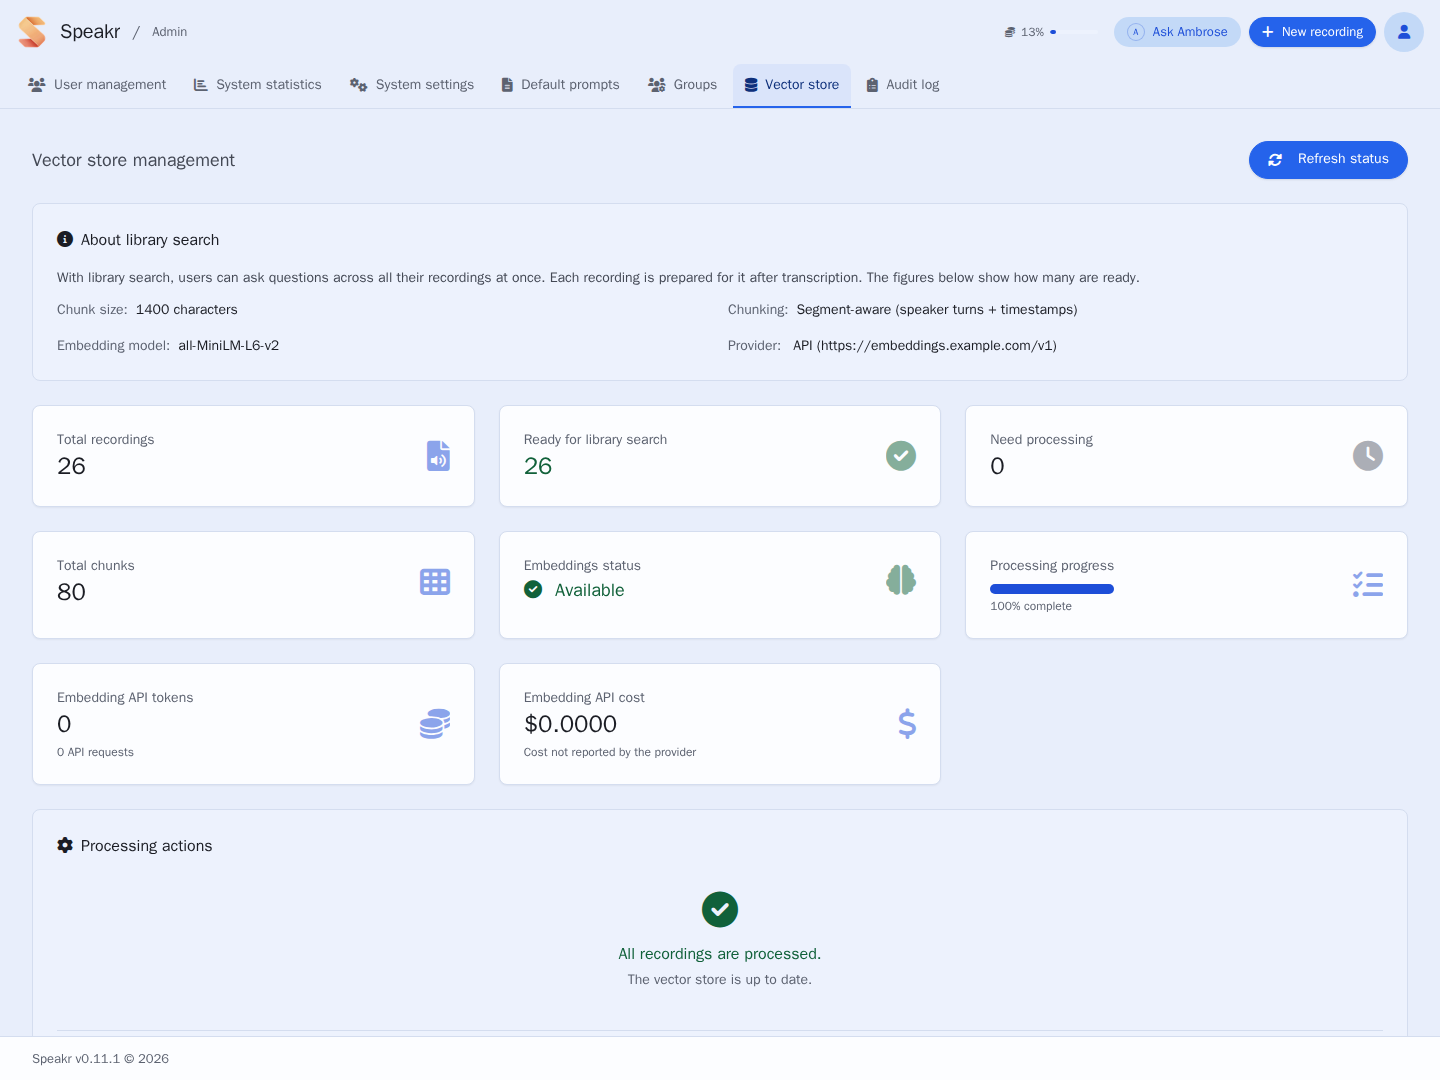 Speakr / Admin
13%
A Ask Ambrose
New recording
User management
System statistics
System settings
Default prompts
Groups
Vector store
Audit log
Vector store management
Refresh status
About library search
With library search, users can ask questions across all their recordings at once. Each recording is prepared for it after transcription. The figures below show how many are ready.
Chunk size: 1400 characters
Chunking: Segment-aware (speaker turns + timestamps)
Embedding model: all-MiniLM-L6-v2
Provider: API (https://embeddings.example.com/v1)
Total recordings
26
Ready for library search
26
Need processing
0
Total chunks
80
Embeddings status
Available
Processing progress
100% complete
Embedding API tokens
0
0 API requests
Embedding API cost
$0.0000
Cost not reported by the provider
Processing actions
All recordings are processed.
The vector store is up to date.
Speakr v0.11.1 © 2026